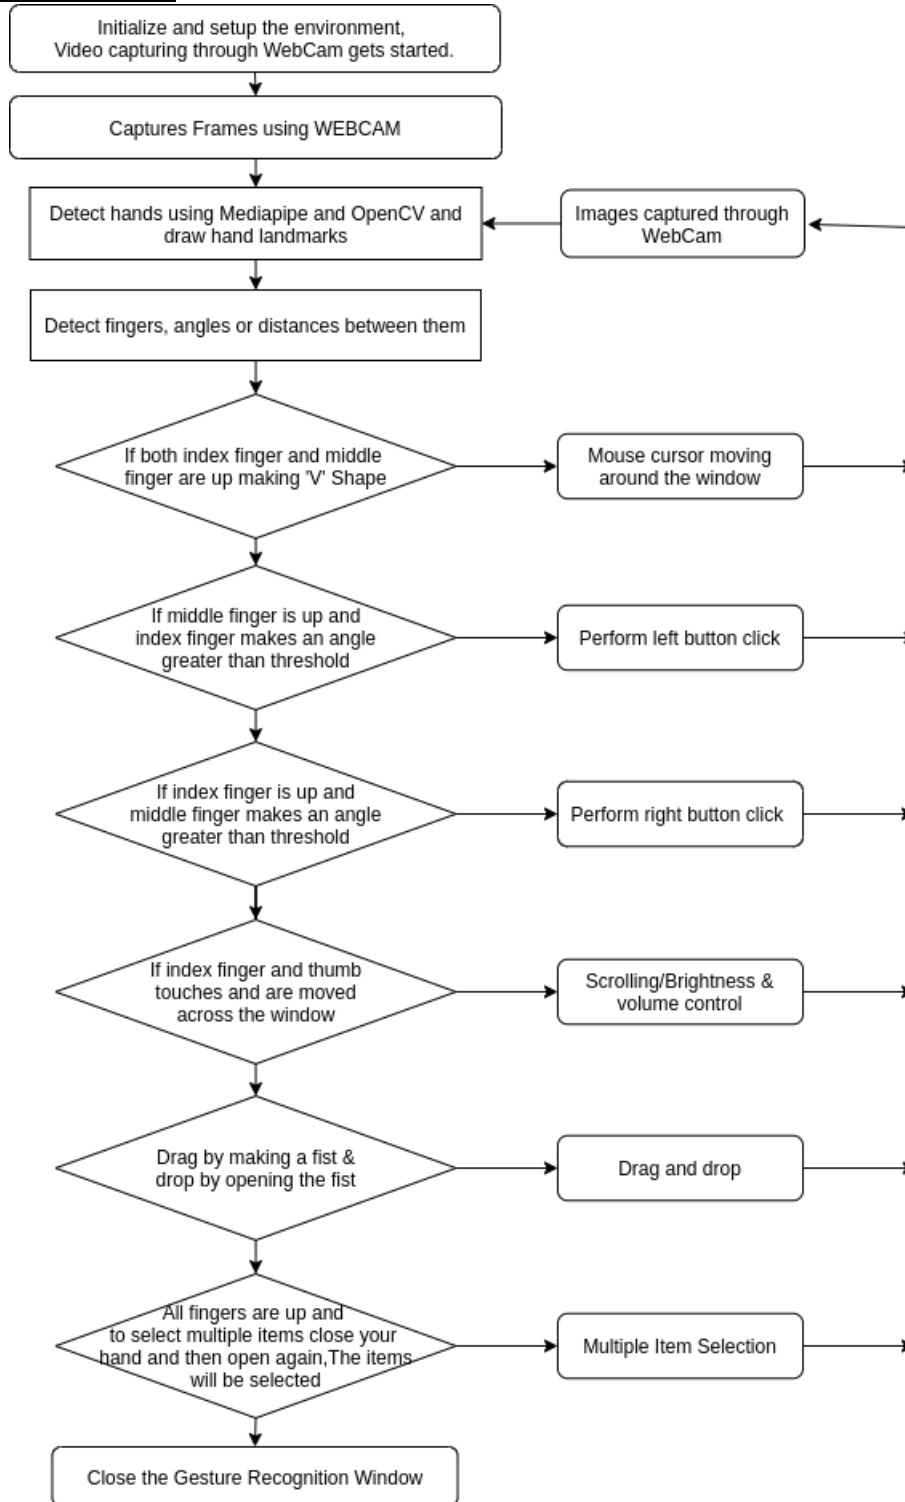 Initialize and setup the environment,
Video capturing through WebCam gets started.
Captures Frames using WEBCAM
Detect hands using Mediapipe and OpenCV and
draw hand landmarks
Images captured through
WebCam
Detect fingers, angles or distances between them
If both index finger and middle
finger are up making 'V' Shape
Mouse cursor moving
around the window
If middle finger is up and
index finger makes an angle
greater than threshold
Perform left button click
If index finger is up and
middle finger makes an angle
greater than threshold
Perform right button click
If index finger and thumb
touches and are moved
across the window
Scrolling/Brightness &
volume control
Drag by making a fist &
drop by opening the fist
Drag and drop
All fingers are up and
to select multiple items close your
hand and then open again,The items
will be selected
Multiple Item Selection
Close the Gesture Recognition Window